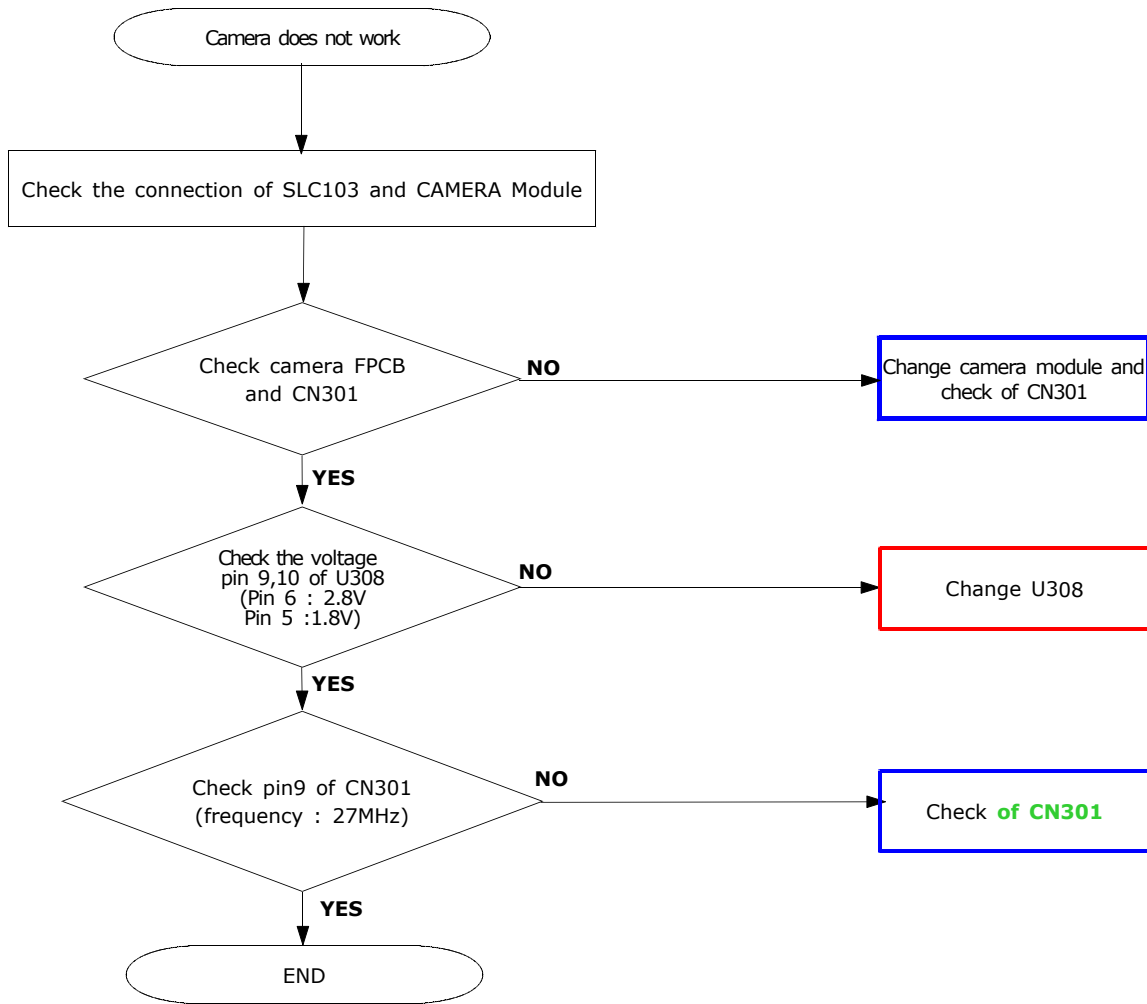 Camera does not work
Check the connection of SLC103 and CAMERA Module
Check camera FPCB
and CN301
NO
Change camera module and
check of CN301
YES
Check the voltage
pin 9,10 of U308
(Pin 6 : 2.8V
Pin 5 :1.8V)
NO
Change U308
YES
Check pin9 of CN301
(frequency : 27MHz)
NO
Check of CN301
YES
END